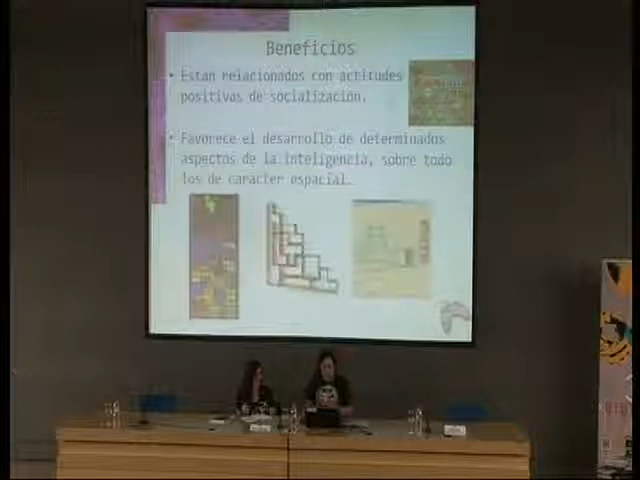 Beneficios
• Estan relacionados con actitudes
positivas de socialización.
• Favorece el desarrollo de determinados
aspectos de la inteligencia, sobre todo
los de carácter espacial.